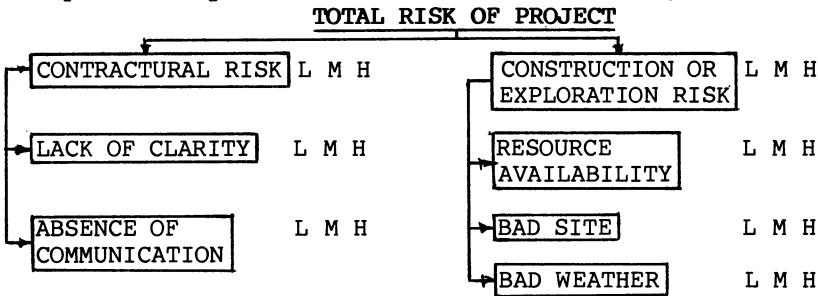 TOTAL RISK OF PROJECT
CONTRACTURAL RISK L M H
LACK OF CLARITY L M H
ABSENCE OF L M H
COMMUNICATION
CONSTRUCTION OR L M H
EXPLORATION RISK
RESOURCE L M H
AVAILABILITY
BAD SITE L M H
BAD WEATHER L M H